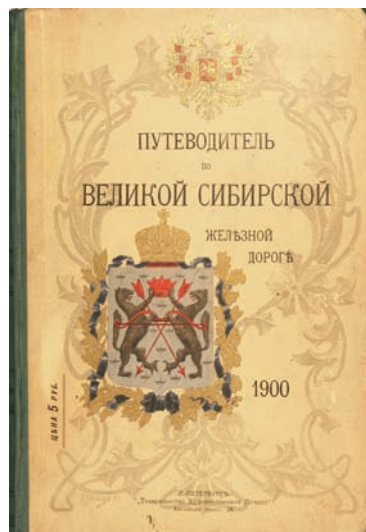 ПУТЕВОДИТЕЛЬ
ПО
ВЕЛИКОЙ СИБИРСКОЙ
ЖЕЛѢЗНОЙ
ДОРОГѢ
1900
ЦѢНА 5 РУБ.
С.-ПЕТЕРБУРГЪ.